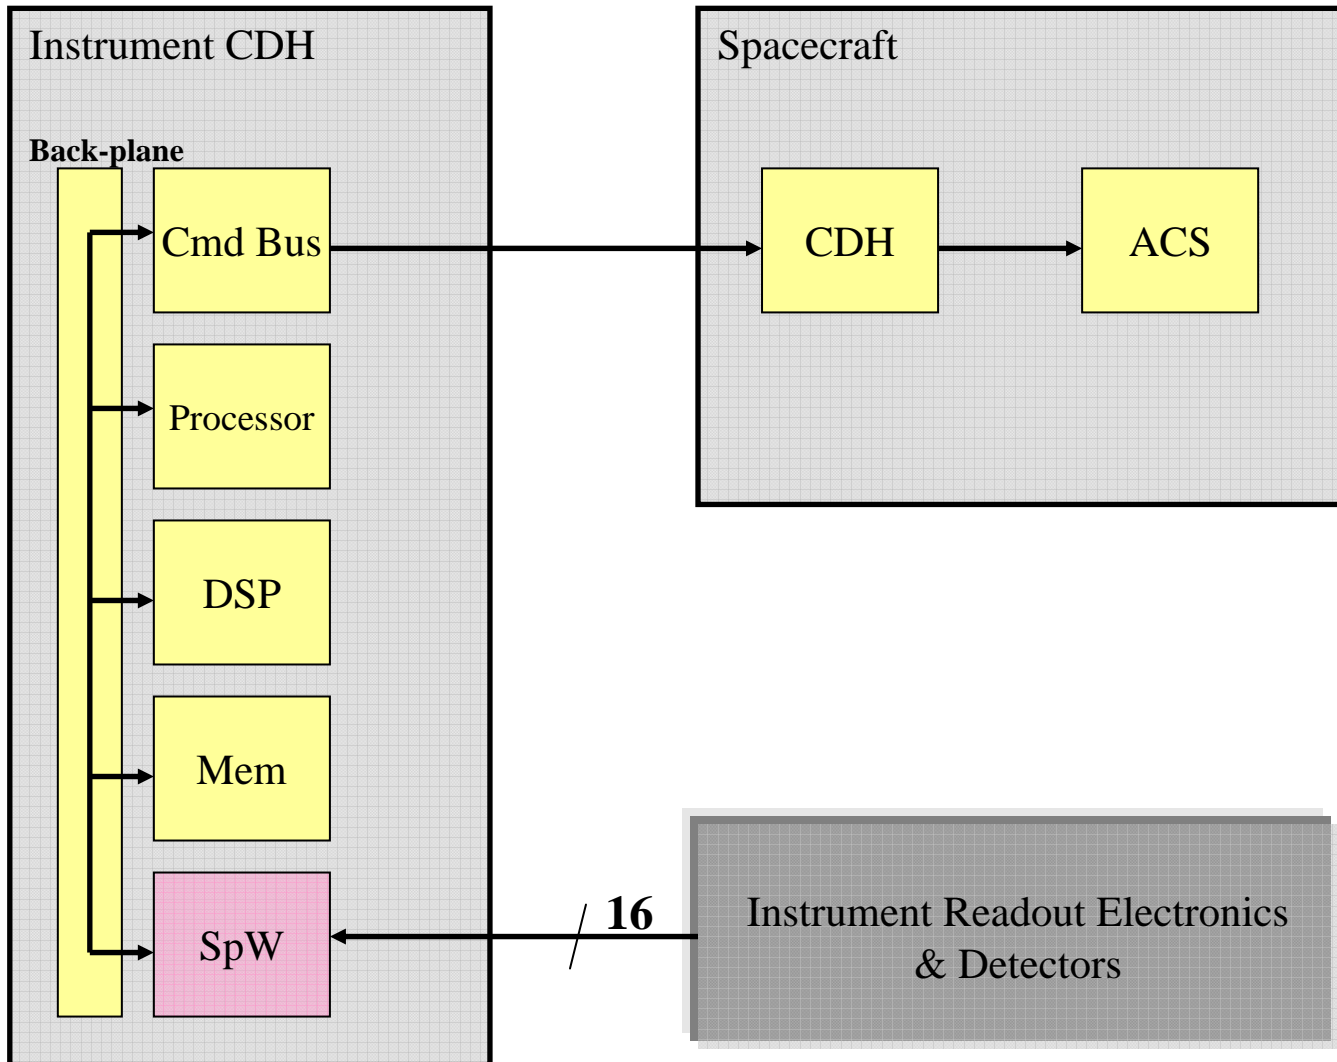 Instrument CDH
Back-plane
Cmd Bus
Processor
DSP
Mem
SpW
Spacecraft
CDH
ACS
16
Instrument Readout Electronics
& Detectors